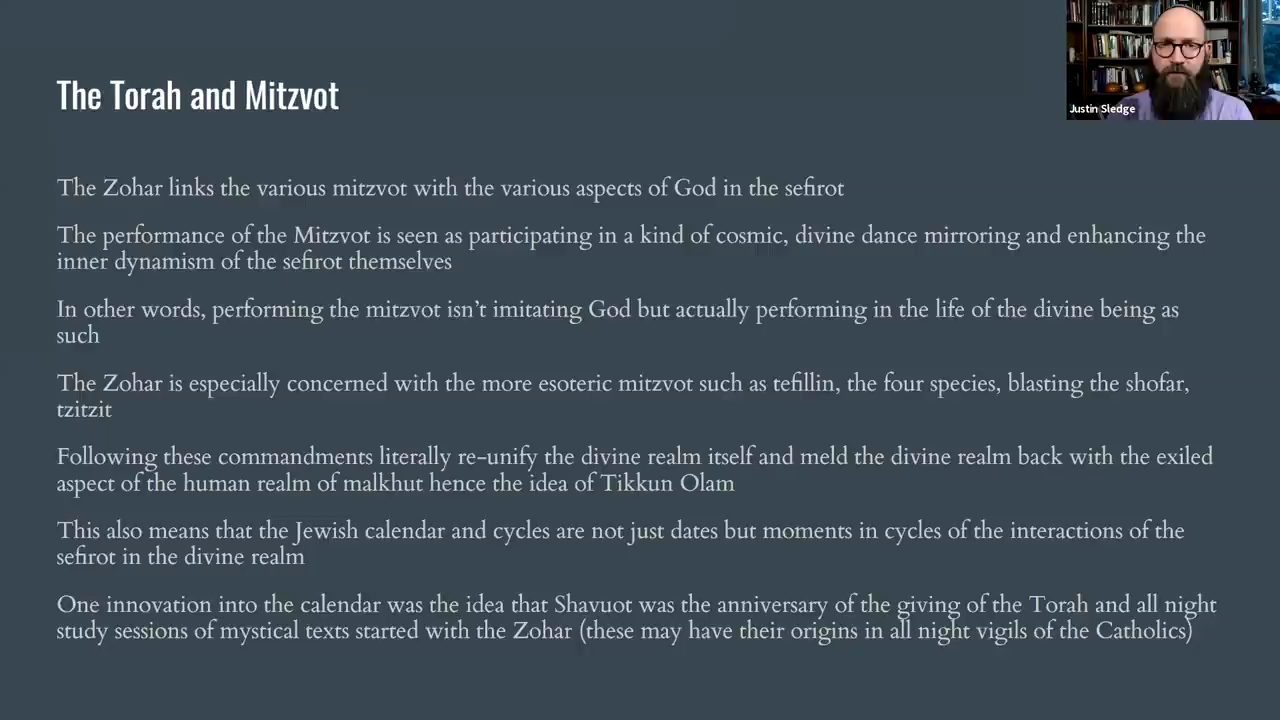 The Torah and Mitzvot
Justin Sledge
The Zohar links the various mitzvot with the various aspects of God in the sefirot
The performance of the Mitzvot is seen as participating in a kind of cosmic, divine dance mirroring and enhancing the
inner dynamism of the sefirot themselves
In other words, performing the mitzvot isn't imitating God but actually performing in the life of the divine being as
such
The Zohar is especially concerned with the more esoteric mitzvot such as tefillin, the four species, blasting the shofar,
tzitzit
Following these commandments literally re-unify the divine realm itself and meld the divine realm back with the exiled
aspect of the human realm of malkhut hence the idea of Tikkun Olam
This also means that the Jewish calendar and cycles are not just dates but moments in cycles of the interactions of the
sefirot in the divine realm
One innovation into the calendar was the idea that Shavuot was the anniversary of the giving of the Torah and all night
study sessions of mystical texts started with the Zohar (these may have their origins in all night vigils of the Catholics)